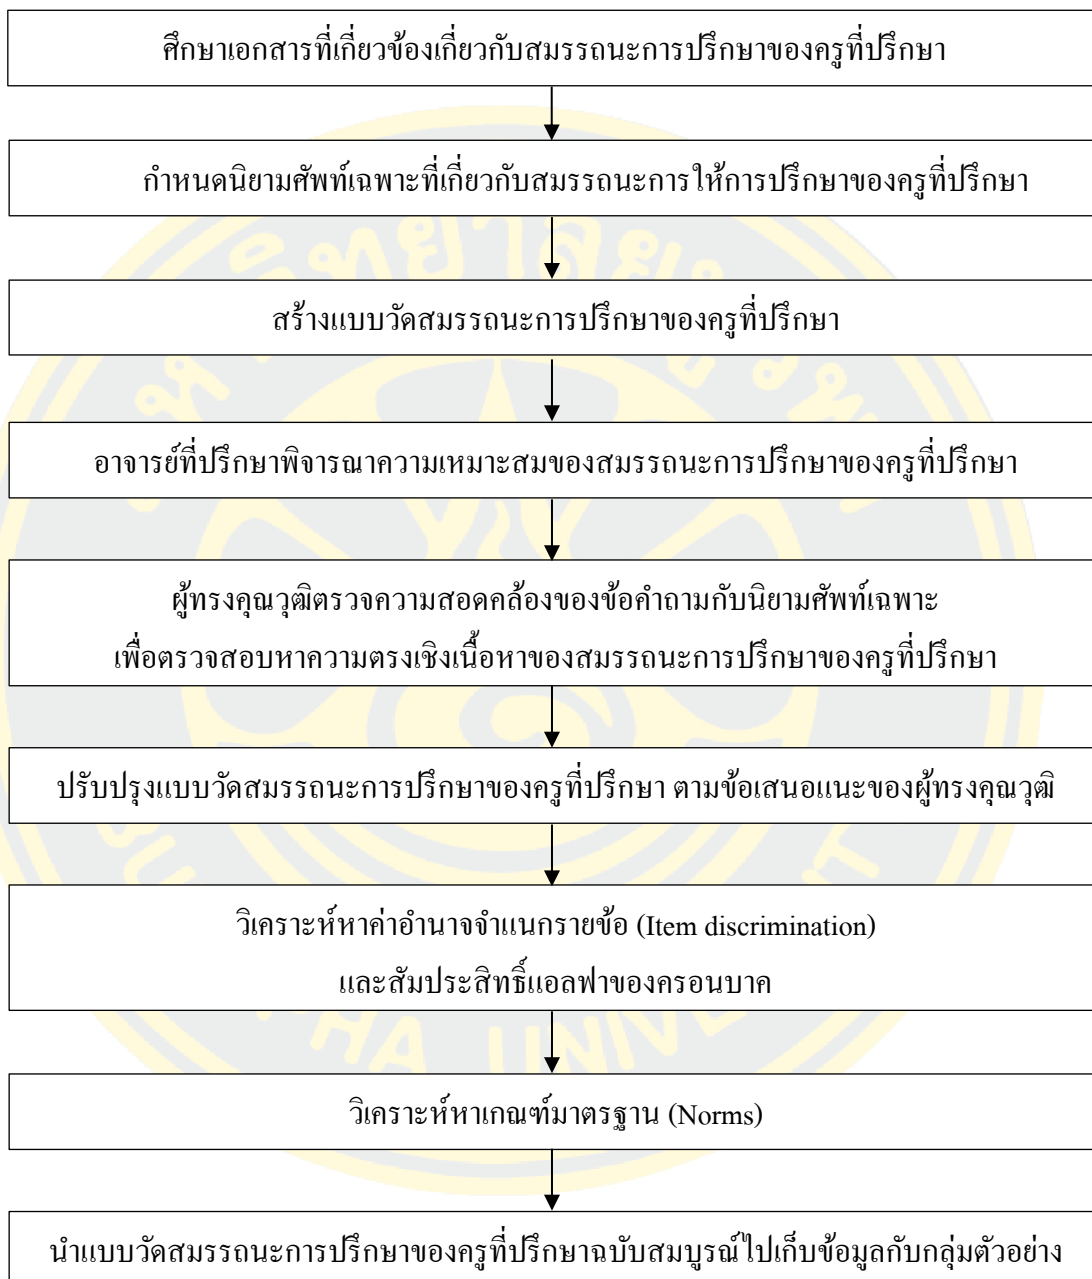 ศึกษาเอกสารที่เกี่ยวข้องเกี่ยวกับสมรรถนะการปรึกษาของครูที่ปรึกษา
กำหนดนิยามศัพท์เฉพาะที่เกี่ยวกับสมรรถนะการให้การปรึกษาของครูที่ปรึกษา
สร้างแบบวัดสมรรถนะการปรึกษาของครูที่ปรึกษา
อาจารย์ที่ปรึกษาพิจารณาความเหมาะสมของสมรรถนะการปรึกษาของครูที่ปรึกษา
ผู้ทรงคุณวุฒิตรวจความสอดคล้องของข้อคำถามกับนิยามศัพท์เฉพาะ
เพื่อตรวจสอบหาความตรงเชิงเนื้อหาของสมรรถนะการปรึกษาของครูที่ปรึกษา
ปรับปรุงแบบวัดสมรรถนะการปรึกษาของครูที่ปรึกษา ตามข้อเสนอแนะของผู้ทรงคุณวุฒิ
วิเคราะห์หาค่าอำนาจจำแนกรายข้อ (Item discrimination)
และสัมประสิทธิ์แอลฟาของครอนบาค
วิเคราะห์หาเกณฑ์มาตรฐาน (Norms)
นำแบบวัดสมรรถนะการปรึกษาของครูที่ปรึกษาฉบับสมบูรณ์ไปเก็บข้อมูลกับกลุ่มตัวอย่าง